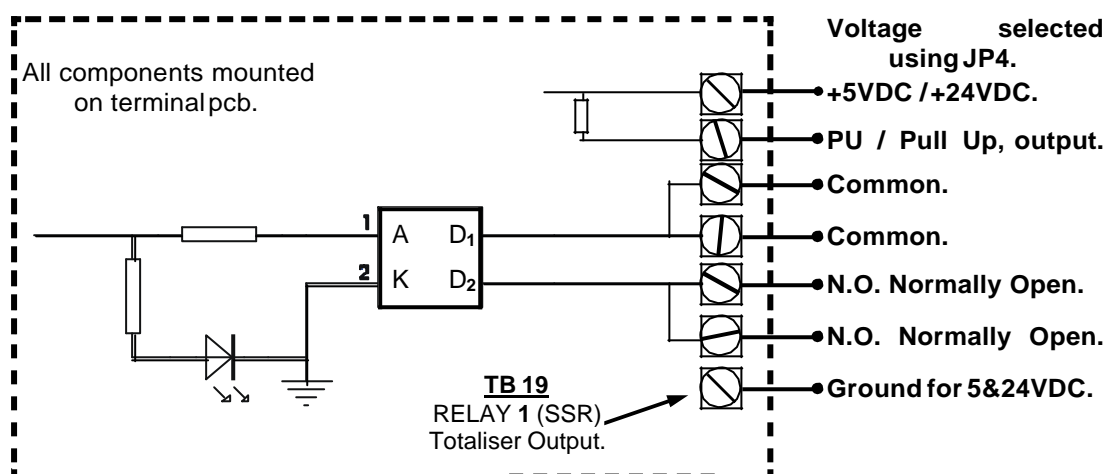 Voltage selected
using JP4.
All components mounted
on terminal pcb.
+5VDC / +24VDC.
PU / Pull Up, output.
Common.
1
A D1
Common.
2
K D2
N.O. Normally Open.
N.O. Normally Open.
TB 19
RELAY 1 (SSR)
Totaliser Output.
Ground for 5&24VDC.